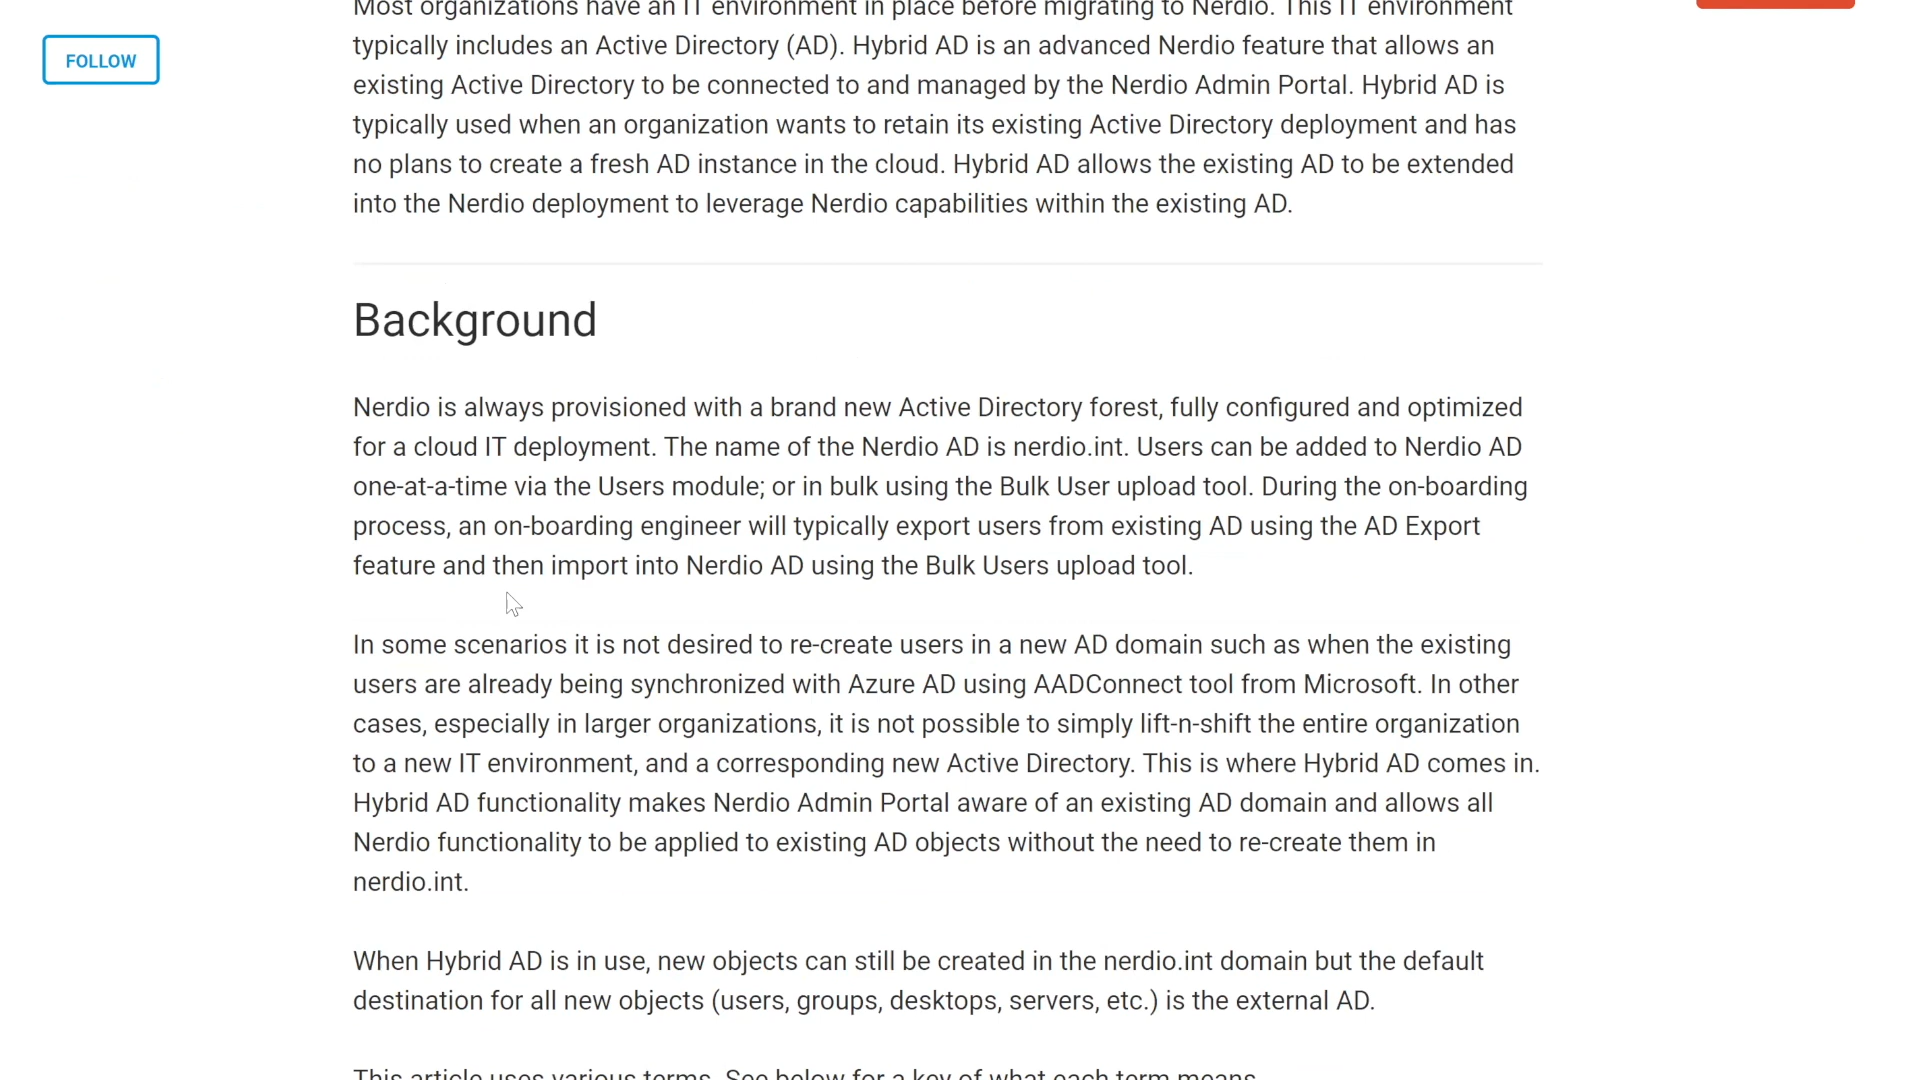 Most organizations have an IT environment in place before migrating to Nerdio. This IT environment
FOLLOW
typically includes an Active Directory (AD). Hybrid AD is an advanced Nerdio feature that allows an
existing Active Directory to be connected to and managed by the Nerdio Admin Portal. Hybrid AD is
typically used when an organization wants to retain its existing Active Directory deployment and has
no plans to create a fresh AD instance in the cloud. Hybrid AD allows the existing AD to be extended
into the Nerdio deployment to leverage Nerdio capabilities within the existing AD.
Background
Nerdio is always provisioned with a brand new Active Directory forest, fully configured and optimized
for a cloud IT deployment. The name of the Nerdio AD is nerdio.int. Users can be added to Nerdio AD
one-at-a-time via the Users module; or in bulk using the Bulk User upload tool. During the on-boarding
process, an on-boarding engineer will typically export users from existing AD using the AD Export
feature and then import into Nerdio AD using the Bulk Users upload tool.
In some scenarios it is not desired to re-create users in a new AD domain such as when the existing
users are already being synchronized with Azure AD using AADConnect tool from Microsoft. In other
cases, especially in larger organizations, it is not possible to simply lift-n-shift the entire organization
to a new IT environment, and a corresponding new Active Directory. This is where Hybrid AD comes in.
Hybrid AD functionality makes Nerdio Admin Portal aware of an existing AD domain and allows all
Nerdio functionality to be applied to existing AD objects without the need to re-create them in
nerdio.int.
When Hybrid AD is in use, new objects can still be created in the nerdio.int domain but the default
destination for all new objects (users, groups, desktops, servers, etc.) is the external AD.
This article uses various terms. See below for a key of what each term means.